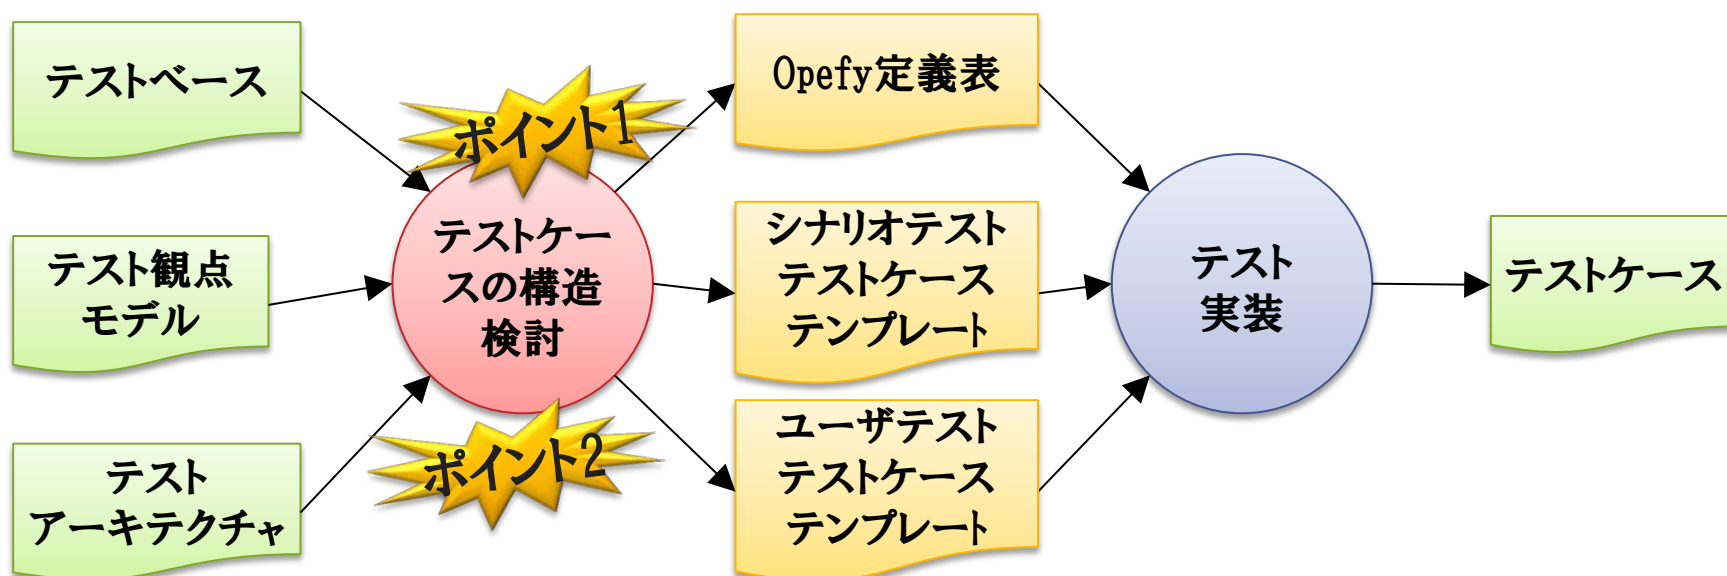 テストベース
テスト観点
モデル
テスト
アーキテクチャ
ポイント1
テストケー
スの構造
検討
ポイント2
Opefy定義表
シナリオテスト
テストケース
テンプレート
ユーザテスト
テストケース
テンプレート
テスト
実装
テストケース